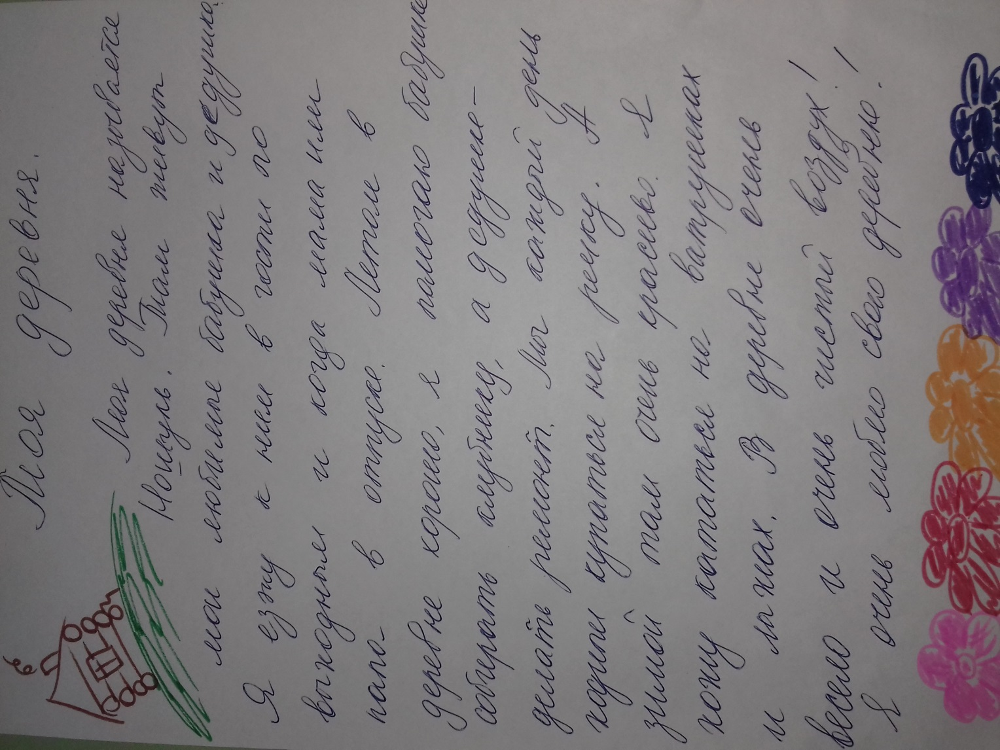 Моя деревня.
Моя деревня называется
Ношуль. Там живут
мои любимые бабушка и дедушка.
Я езжу к ним в гости по
выходным и когда мама или
папа в отпуске. Летом в
деревне хорошо, я помогаю бабушке
собирать клубнику, а дедушке-
делать ремонт. Мы каждый день
ходим купаться на речку. А
зимой там очень красиво. Я
хожу кататься на ватрушках
и лыжах. В деревне очень
весело и очень чистый воздух!
Я очень люблю свою деревню!